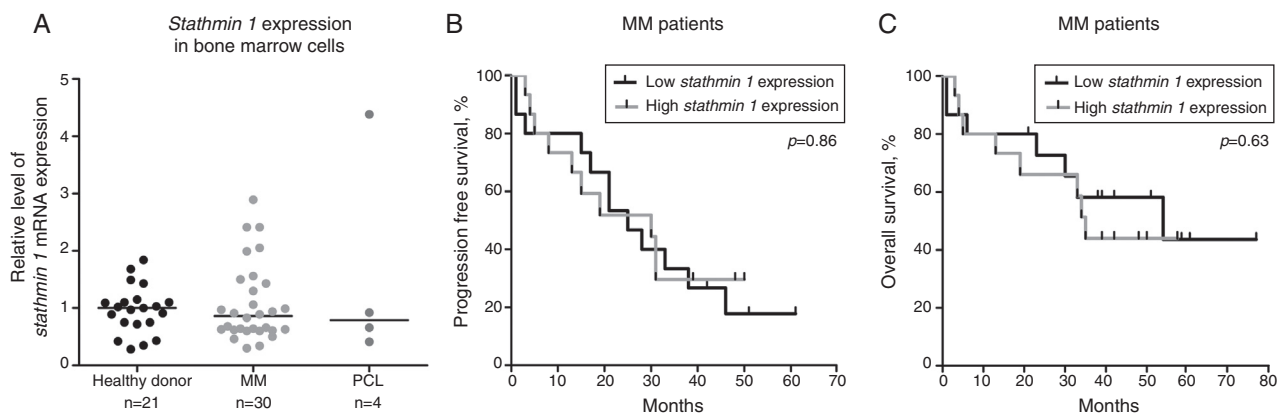 A
Stathmin 1 expression
in bone marrow cells
Relative level of
stathmin 1 mRNA expression
5
4
3
2
1
0
Healthy donor MM PCL
n=21 n=30 n=4
B
MM patients
Low stathmin 1 expression
High stathmin 1 expression
p=0.86
Progression free survival, %
100
80
60
40
20
0
0 10 20 30 40 50 60 70
Months
C
MM patients
Low stathmin 1 expression
High stathmin 1 expression
p=0.63
Overall survival, %
100
80
60
40
20
0
0 10 20 30 40 50 60 70 80
Months